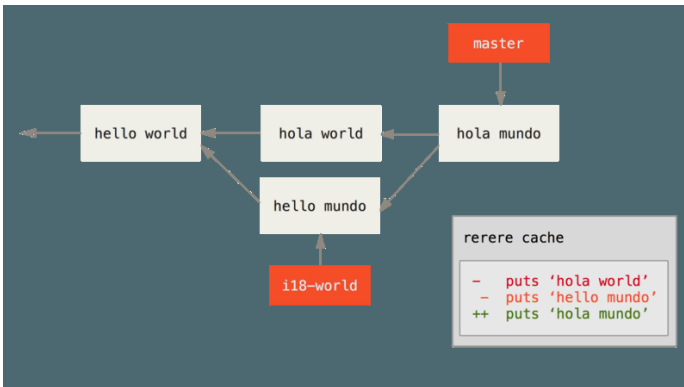 master
hello world
hola world
hola mundo
hello mundo
i18-world
rerere cache
-   puts ‘hola world’
 -  puts ‘hello mundo’
++  puts ‘hola mundo’